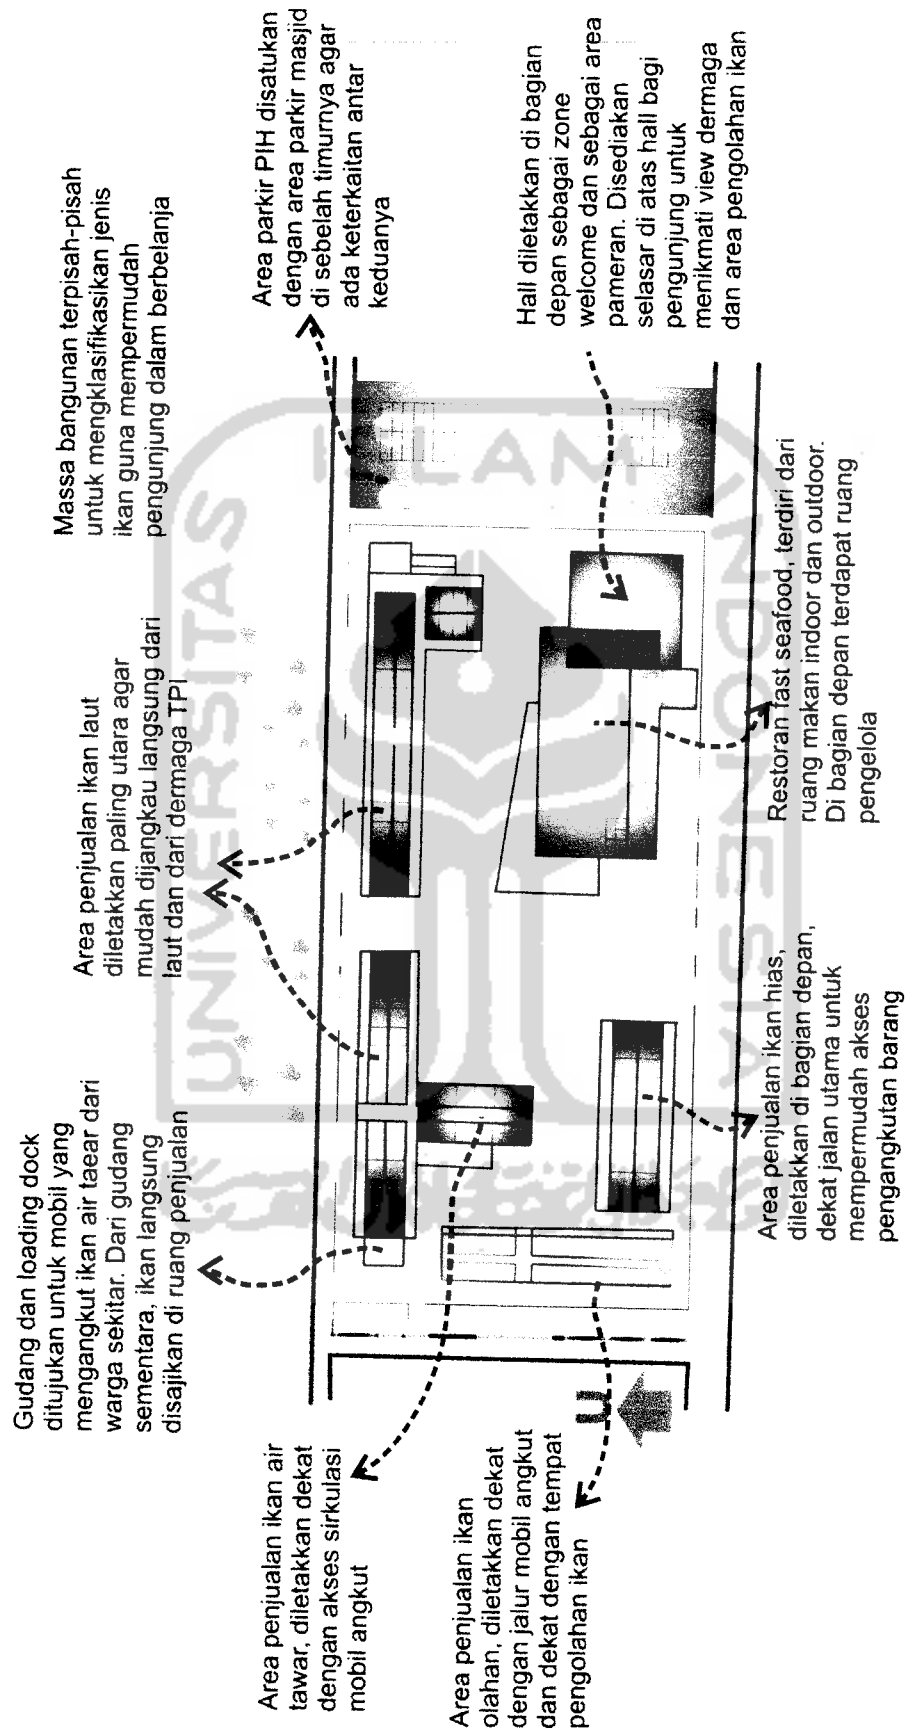 Gudang dan loading dock
ditujukan untuk mobil yang
mengangkut ikan air taear dari
warga sekitar. Dari gudang
sementara, ikan langsung
disajikan di ruang penjualan
Area penjualan ikan laut
diletakkan paling utara agar
mudah dijangkau langsung dari
laut dan dari dermaga TPI
Massa bangunan terpisah-pisah
untuk mengklasifikasikan jenis
ikan guna mempermudah
pengunjung dalam berbelanja
Area parkir PIH disatukan
dengan area parkir masjid
di sebelah timurnya agar
ada keterkaitan antar
keduanya
Area penjualan ikan air
tawar, diletakkan dekat
dengan akses sirkulasi
mobil angkut
Area penjualan ikan
olahan, diletakkan dekat
dengan jalur mobil angkut
dan dekat dengan tempat
pengolahan ikan
U
Hall diletakkan di bagian
depan sebagai zone
welcome dan sebagai area
pameran. Disediakan
selasar di atas hall bagi
pengunjung untuk
menikmati view dermaga
dan area pengolahan ikan
Area penjualan ikan hias,
diletakkan di bagian depan,
dekat jalan utama untuk
mempermudah akses
pengangkutan barang
Restoran fast seafood, terdiri dari
ruang makan indoor dan outdoor.
Di bagian depan terdapat ruang
pengelola
UNIVERSITAS
ISLAM
INDONESIA